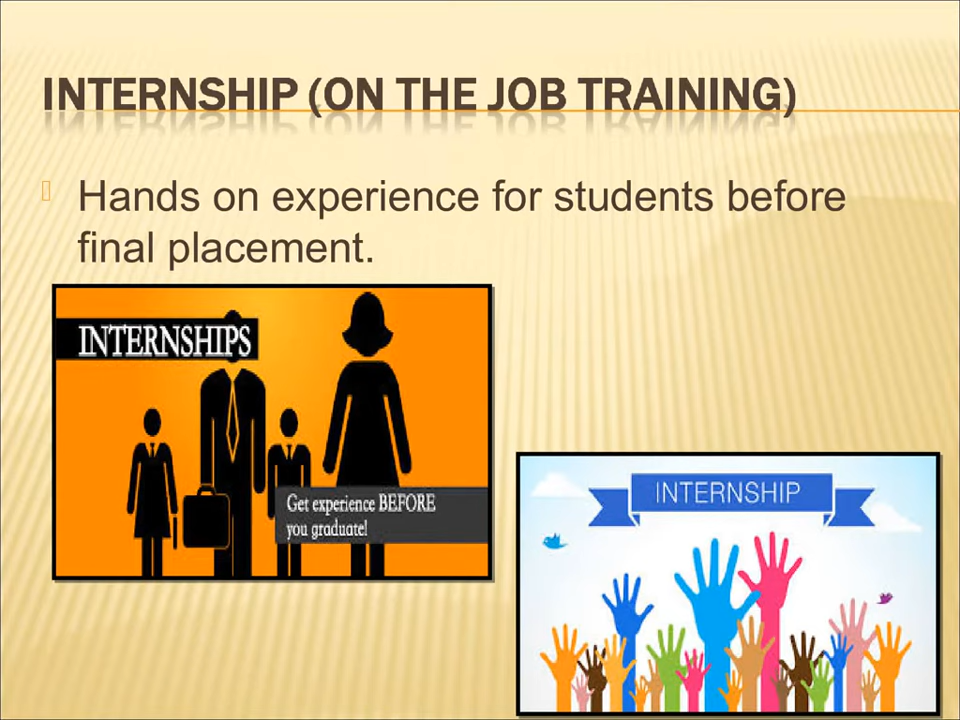 INTERNSHIP (ON THE JOB TRAINING)
Hands on experience for students before
final placement.
INTERNSHIPS
Get experience BEFORE
you graduate!
INTERNSHIP